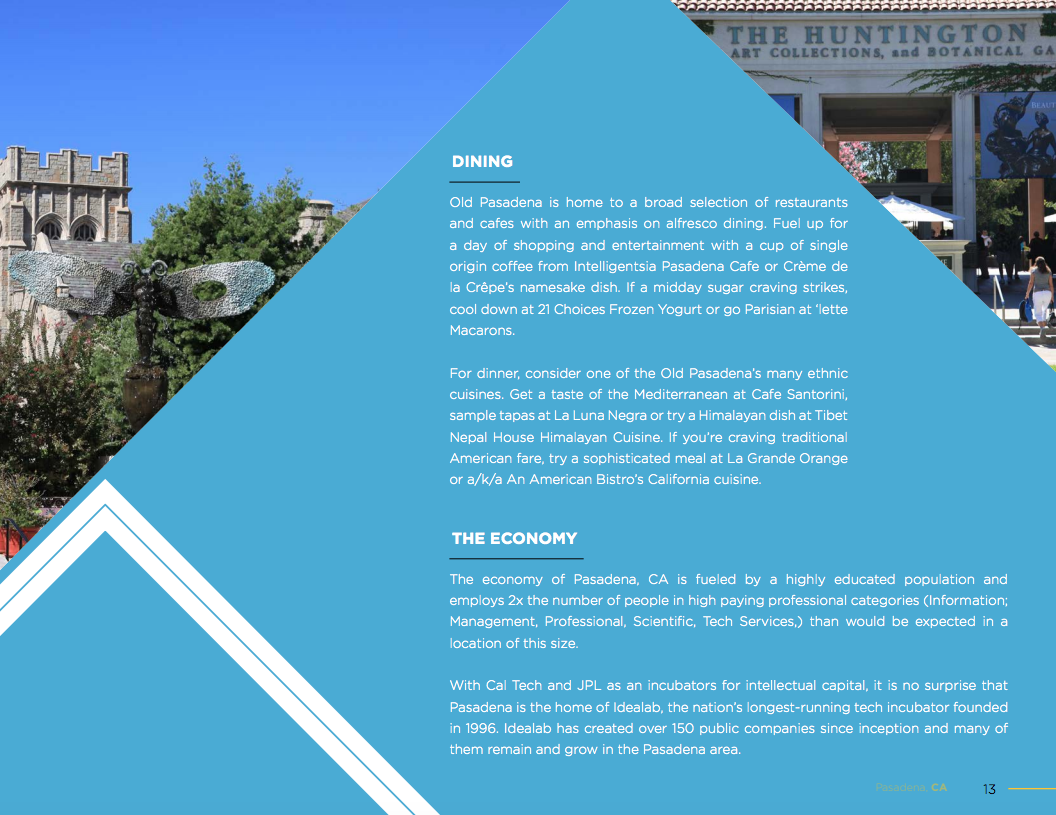 THE HUNTINGTON
ART COLLECTIONS, and BOTANICAL GA
BEAUT
DINING
Old Pasadena is home to a broad selection of restaurants
and cafes with an emphasis on alfresco dining. Fuel up for
a day of shopping and entertainment with a cup of single
origin coffee from Intelligentsia Pasadena Cafe or Crème de
la Crêpe’s namesake dish. If a midday sugar craving strikes,
cool down at 21 Choices Frozen Yogurt or go Parisian at ‘lette
Macarons.
For dinner, consider one of the Old Pasadena’s many ethnic
cuisines. Get a taste of the Mediterranean at Cafe Santorini,
sample tapas at La Luna Negra or try a Himalayan dish at Tibet
Nepal House Himalayan Cuisine. If you’re craving traditional
American fare, try a sophisticated meal at La Grande Orange
or a/k/a An American Bistro’s California cuisine.
THE ECONOMY
The economy of Pasadena, CA is fueled by a highly educated population and
employs 2x the number of people in high paying professional categories (Information;
Management, Professional, Scientific, Tech Services,) than would be expected in a
location of this size.
With Cal Tech and JPL as an incubators for intellectual capital, it is no surprise that
Pasadena is the home of Idealab, the nation’s longest-running tech incubator founded
in 1996. Idealab has created over 150 public companies since inception and many of
them remain and grow in the Pasadena area.
Pasadena, CA 13